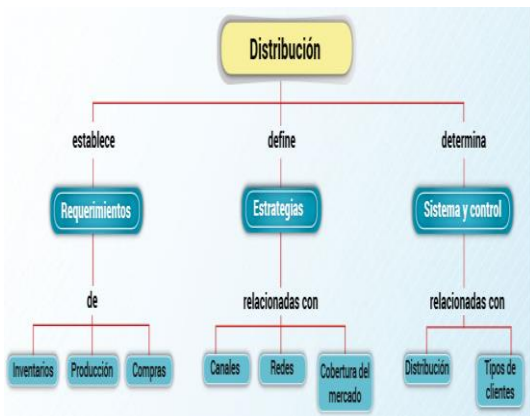 Distribución
establece
define
determina
Requerimientos
Estrategias
Sistema y control
de
relacionadas con
relacionadas con
Inventarios
Producción
Compras
Canales
Redes
Cobertura del
mercado
Distribución
Tipos de
clientes